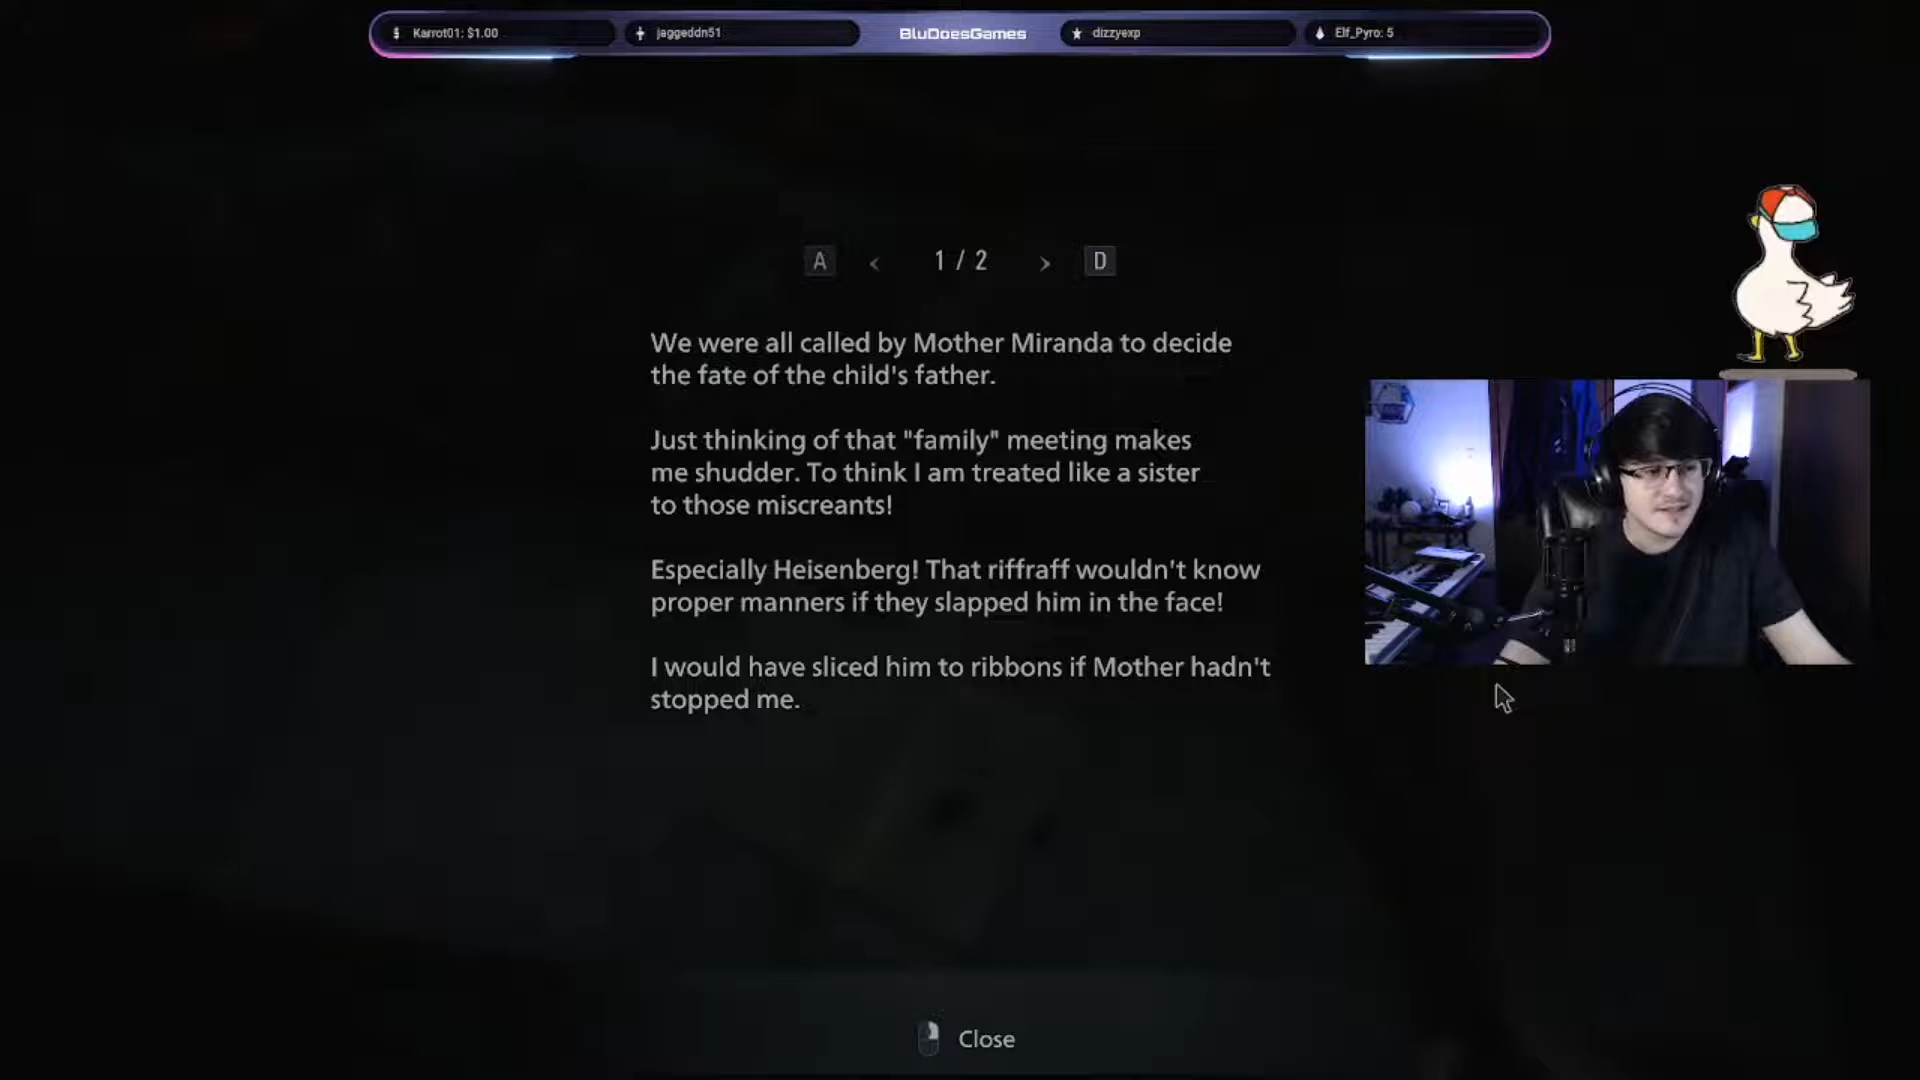 Karrot01: $1.00
jaggeddn51
BluDoesGames
dizzyexp
Elf_Pyro: 5
A < 1 / 2 > D
We were all called by Mother Miranda to decide
the fate of the child's father.
Just thinking of that "family" meeting makes
me shudder. To think I am treated like a sister
to those miscreants!
Especially Heisenberg! That riffraff wouldn't know
proper manners if they slapped him in the face!
I would have sliced him to ribbons if Mother hadn't
stopped me.
Close